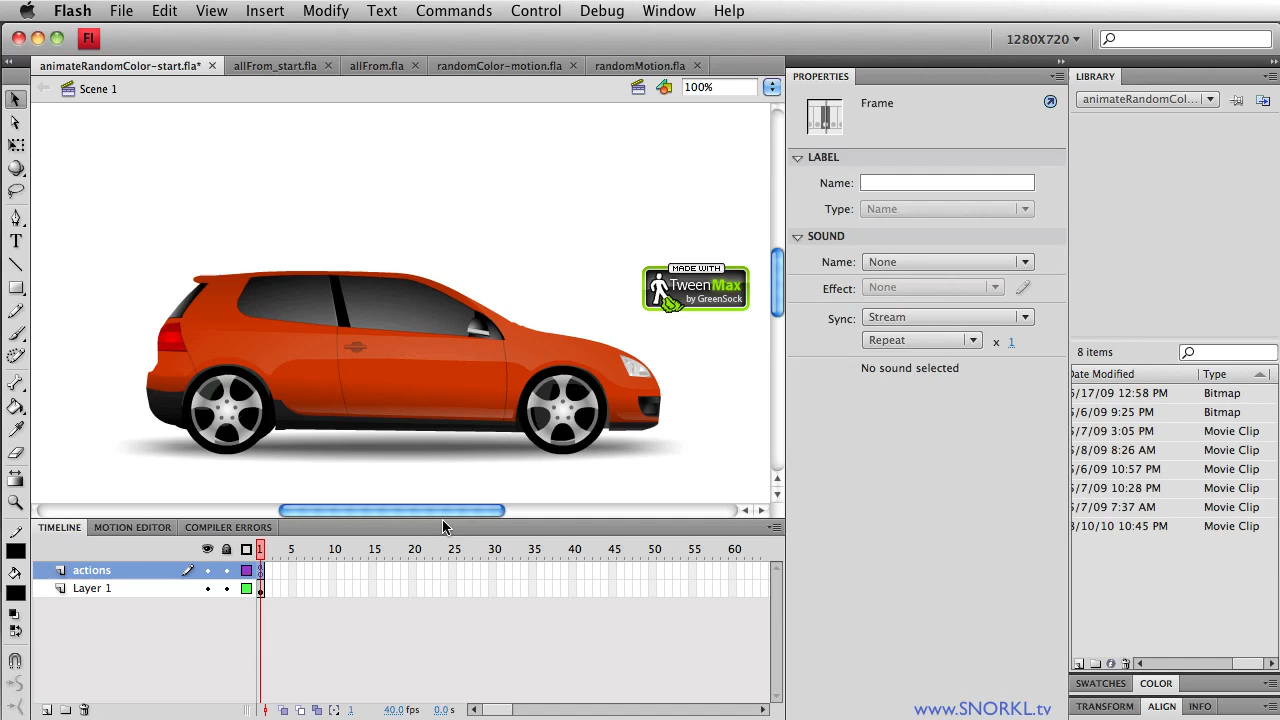 Flash File Edit View Insert Modify Text Commands Control Debug Window Help
Fl 1280X720
animateRandomColor-start.fla* allFrom_start.fla allFrom.fla randomColor-motion.fla randomMotion.fla
Scene 1 100%
MADE WITH
TweenMax
by GreenSock
TIMELINE MOTION EDITOR COMPILER ERRORS
1 5 10 15 20 25 30 35 40 45 50 55 60
actions
Layer 1
1 40.0 fps 0.0 s
PROPERTIES
Frame
LABEL
Name:
Type: Name
SOUND
Name: None
Effect: None
Sync: Stream
Repeat x 1
No sound selected
www.SNORKL.tv
LIBRARY
animateRandomCol...
8 items
Date Modified Type
5/17/09 12:58 PM Bitmap
5/6/09 9:25 PM Bitmap
5/7/09 3:05 PM Movie Clip
5/8/09 8:26 AM Movie Clip
5/6/09 10:57 PM Movie Clip
5/7/09 10:28 PM Movie Clip
5/7/09 7:37 AM Movie Clip
3/10/10 10:45 PM Movie Clip
SWATCHES COLOR
TRANSFORM ALIGN INFO